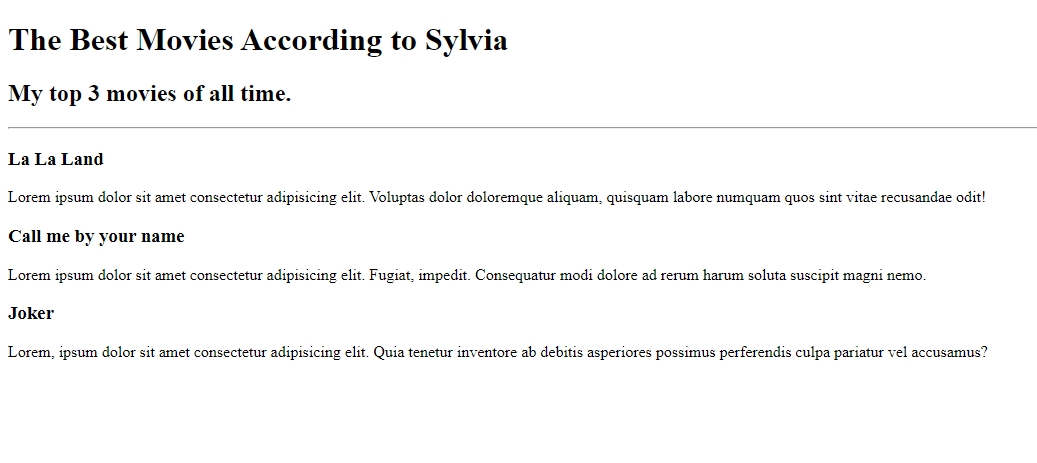 The Best Movies According to Sylvia
My top 3 movies of all time.
La La Land
Lorem ipsum dolor sit amet consectetur adipisicing elit. Voluptas dolor doloremque aliquam, quisquam labore numquam quos sint vitae recusandae odit!
Call me by your name
Lorem ipsum dolor sit amet consectetur adipisicing elit. Fugiat, impedit. Consequatur modi dolore ad rerum harum soluta suscipit magni nemo.
Joker
Lorem, ipsum dolor sit amet consectetur adipisicing elit. Quia tenetur inventore ab debitis asperiores possimus perferendis culpa pariatur vel accusamus?